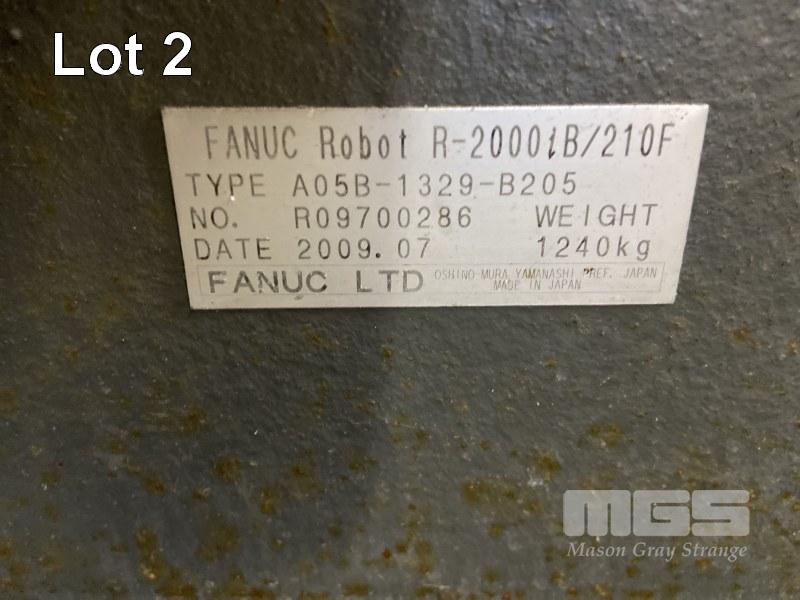 Lot 2
FANUC Robot R-2000iB/210F
TYPE A05B-1329-B205
NO. R09700286 WEIGHT
DATE 2009.07 1240kg
FANUC LTD OSHINO-MURA YAMANASHI PREF. JAPAN
MADE IN JAPAN
MGS
Mason Gray Strange